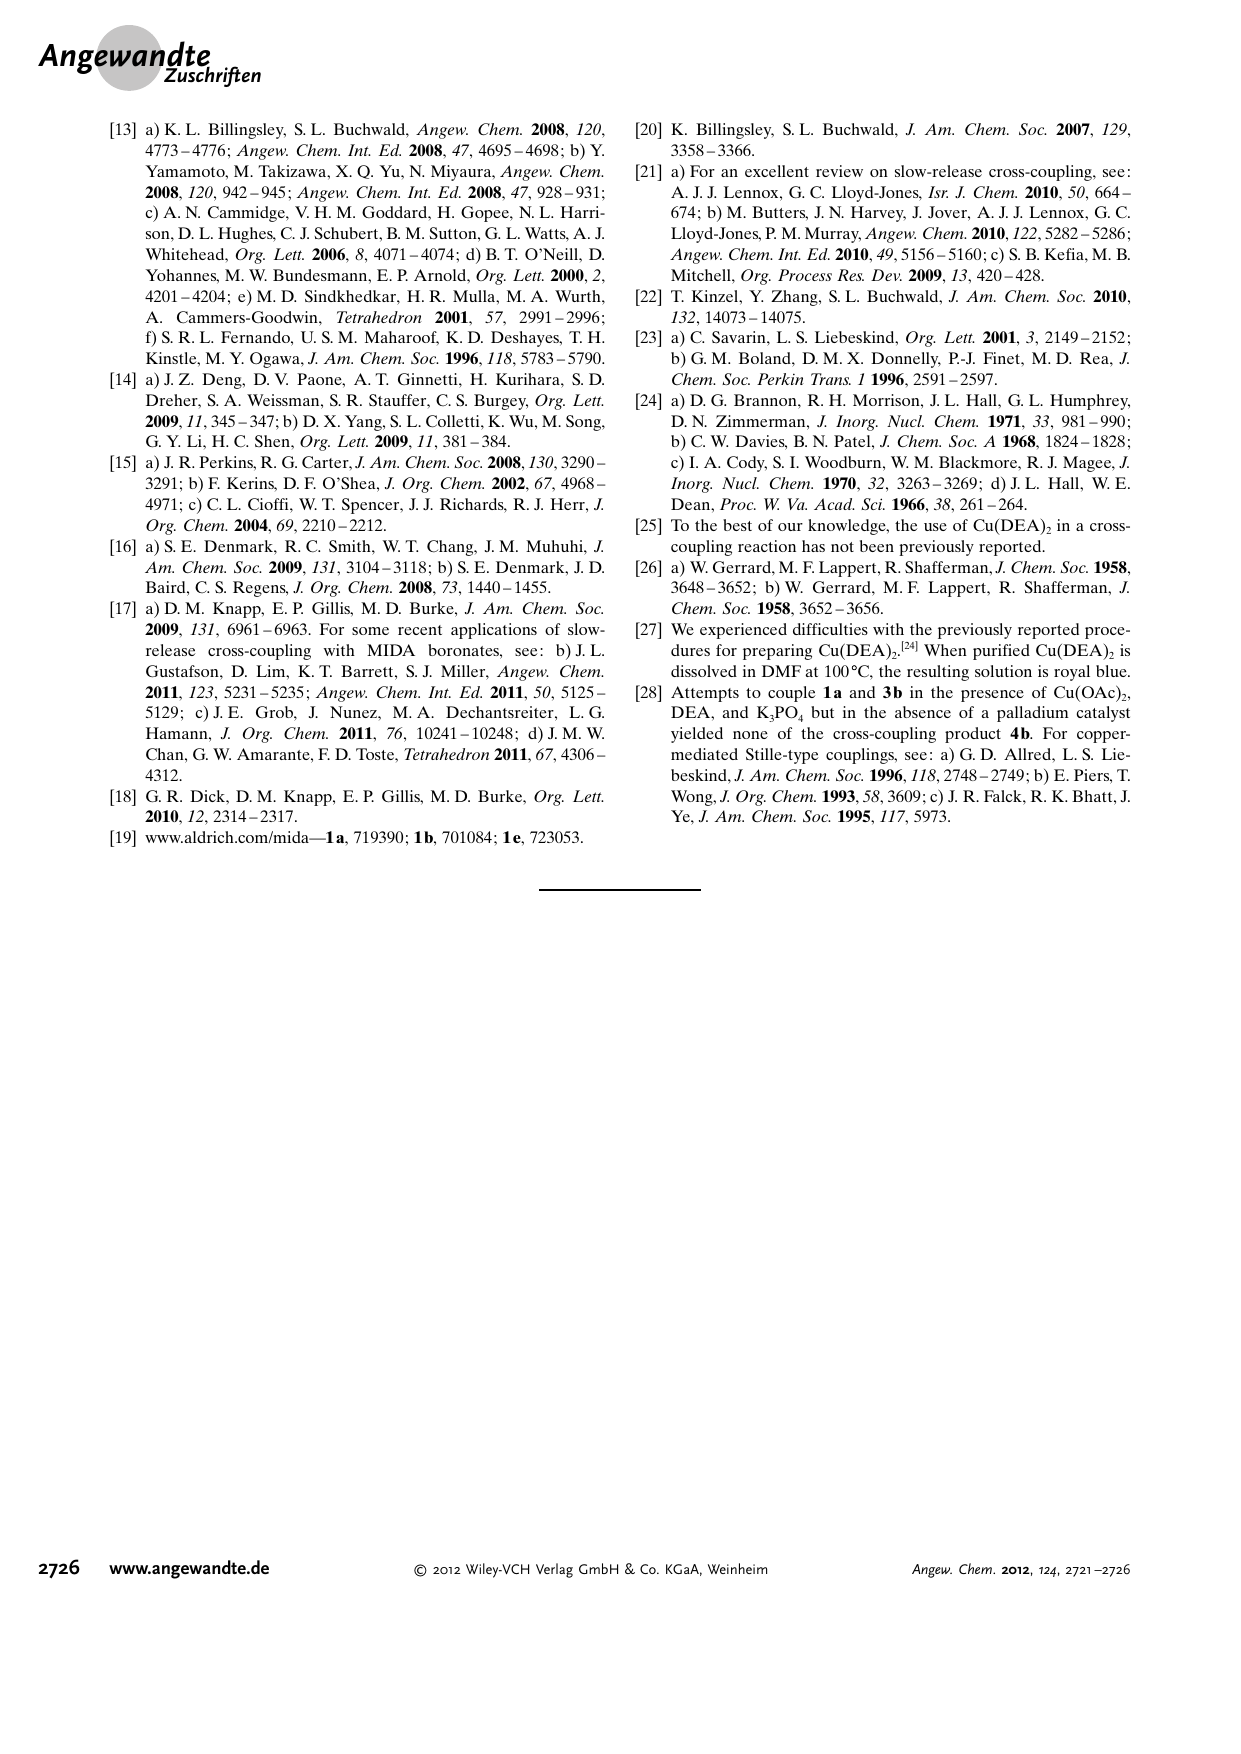 Angewandte
Zuschriften
[13] a) K. L. Billingsley, S. L. Buchwald, Angew. Chem. 2008, 120,
4773–4776; Angew. Chem. Int. Ed. 2008, 47, 4695–4698; b) Y.
Yamamoto, M. Takizawa, X. Q. Yu, N. Miyaura, Angew. Chem.
2008, 120, 942–945; Angew. Chem. Int. Ed. 2008, 47, 928–931;
c) A. N. Cammidge, V. H. M. Goddard, H. Gopee, N. L. Harri-
son, D. L. Hughes, C. J. Schubert, B. M. Sutton, G. L. Watts, A. J.
Whitehead, Org. Lett. 2006, 8, 4071–4074; d) B. T. O’Neill, D.
Yohannes, M. W. Bundesmann, E. P. Arnold, Org. Lett. 2000, 2,
4201–4204; e) M. D. Sindkhedkar, H. R. Mulla, M. A. Wurth,
A. Cammers-Goodwin, Tetrahedron 2001, 57, 2991–2996;
f) S. R. L. Fernando, U. S. M. Maharoof, K. D. Deshayes, T. H.
Kinstle, M. Y. Ogawa, J. Am. Chem. Soc. 1996, 118, 5783–5790.
[14] a) J. Z. Deng, D. V. Paone, A. T. Ginnetti, H. Kurihara, S. D.
Dreher, S. A. Weissman, S. R. Stauffer, C. S. Burgey, Org. Lett.
2009, 11, 345–347; b) D. X. Yang, S. L. Colletti, K. Wu, M. Song,
G. Y. Li, H. C. Shen, Org. Lett. 2009, 11, 381–384.
[15] a) J. R. Perkins, R. G. Carter, J. Am. Chem. Soc. 2008, 130, 3290–
3291; b) F. Kerins, D. F. O’Shea, J. Org. Chem. 2002, 67, 4968–
4971; c) C. L. Cioffi, W. T. Spencer, J. J. Richards, R. J. Herr, J.
Org. Chem. 2004, 69, 2210–2212.
[16] a) S. E. Denmark, R. C. Smith, W. T. Chang, J. M. Muhuhi, J.
Am. Chem. Soc. 2009, 131, 3104–3118; b) S. E. Denmark, J. D.
Baird, C. S. Regens, J. Org. Chem. 2008, 73, 1440–1455.
[17] a) D. M. Knapp, E. P. Gillis, M. D. Burke, J. Am. Chem. Soc.
2009, 131, 6961–6963. For some recent applications of slow-
release cross-coupling with MIDA boronates, see: b) J. L.
Gustafson, D. Lim, K. T. Barrett, S. J. Miller, Angew. Chem.
2011, 123, 5231–5235; Angew. Chem. Int. Ed. 2011, 50, 5125–
5129; c) J. E. Grob, J. Nunez, M. A. Dechantsreiter, L. G.
Hamann, J. Org. Chem. 2011, 76, 10241–10248; d) J. M. W.
Chan, G. W. Amarante, F. D. Toste, Tetrahedron 2011, 67, 4306–
4312.
[18] G. R. Dick, D. M. Knapp, E. P. Gillis, M. D. Burke, Org. Lett.
2010, 12, 2314–2317.
[19] www.aldrich.com/mida—1a, 719390; 1b, 701084; 1e, 723053.
[20] K. Billingsley, S. L. Buchwald, J. Am. Chem. Soc. 2007, 129,
3358–3366.
[21] a) For an excellent review on slow-release cross-coupling, see:
A. J. J. Lennox, G. C. Lloyd-Jones, Isr. J. Chem. 2010, 50, 664–
674; b) M. Butters, J. N. Harvey, J. Jover, A. J. J. Lennox, G. C.
Lloyd-Jones, P. M. Murray, Angew. Chem. 2010, 122, 5282–5286;
Angew. Chem. Int. Ed. 2010, 49, 5156–5160; c) S. B. Kefia, M. B.
Mitchell, Org. Process Res. Dev. 2009, 13, 420–428.
[22] T. Kinzel, Y. Zhang, S. L. Buchwald, J. Am. Chem. Soc. 2010,
132, 14073–14075.
[23] a) C. Savarin, L. S. Liebeskind, Org. Lett. 2001, 3, 2149–2152;
b) G. M. Boland, D. M. X. Donnelly, P.-J. Finet, M. D. Rea, J.
Chem. Soc. Perkin Trans. 1 1996, 2591–2597.
[24] a) D. G. Brannon, R. H. Morrison, J. L. Hall, G. L. Humphrey,
D. N. Zimmerman, J. Inorg. Nucl. Chem. 1971, 33, 981–990;
b) C. W. Davies, B. N. Patel, J. Chem. Soc. A 1968, 1824–1828;
c) I. A. Cody, S. I. Woodburn, W. M. Blackmore, R. J. Magee, J.
Inorg. Nucl. Chem. 1970, 32, 3263–3269; d) J. L. Hall, W. E.
Dean, Proc. W. Va. Acad. Sci. 1966, 38, 261–264.
[25] To the best of our knowledge, the use of Cu(DEA)₂ in a cross-
coupling reaction has not been previously reported.
[26] a) W. Gerrard, M. F. Lappert, R. Shafferman, J. Chem. Soc. 1958,
3648–3652; b) W. Gerrard, M. F. Lappert, R. Shafferman, J.
Chem. Soc. 1958, 3652–3656.
[27] We experienced difficulties with the previously reported proce-
dures for preparing Cu(DEA)₂.[24] When purified Cu(DEA)₂ is
dissolved in DMF at 100 °C, the resulting solution is royal blue.
[28] Attempts to couple 1a and 3b in the presence of Cu(OAc)₂,
DEA, and K₃PO₄ but in the absence of a palladium catalyst
yielded none of the cross-coupling product 4b. For copper-
mediated Stille-type couplings, see: a) G. D. Allred, L. S. Lie-
beskind, J. Am. Chem. Soc. 1996, 118, 2748–2749; b) E. Piers, T.
Wong, J. Org. Chem. 1993, 58, 3609; c) J. R. Falck, R. K. Bhatt, J.
Ye, J. Am. Chem. Soc. 1995, 117, 5973.
2726 www.angewandte.de © 2012 Wiley-VCH Verlag GmbH & Co. KGaA, Weinheim Angew. Chem. 2012, 124, 2721–2726